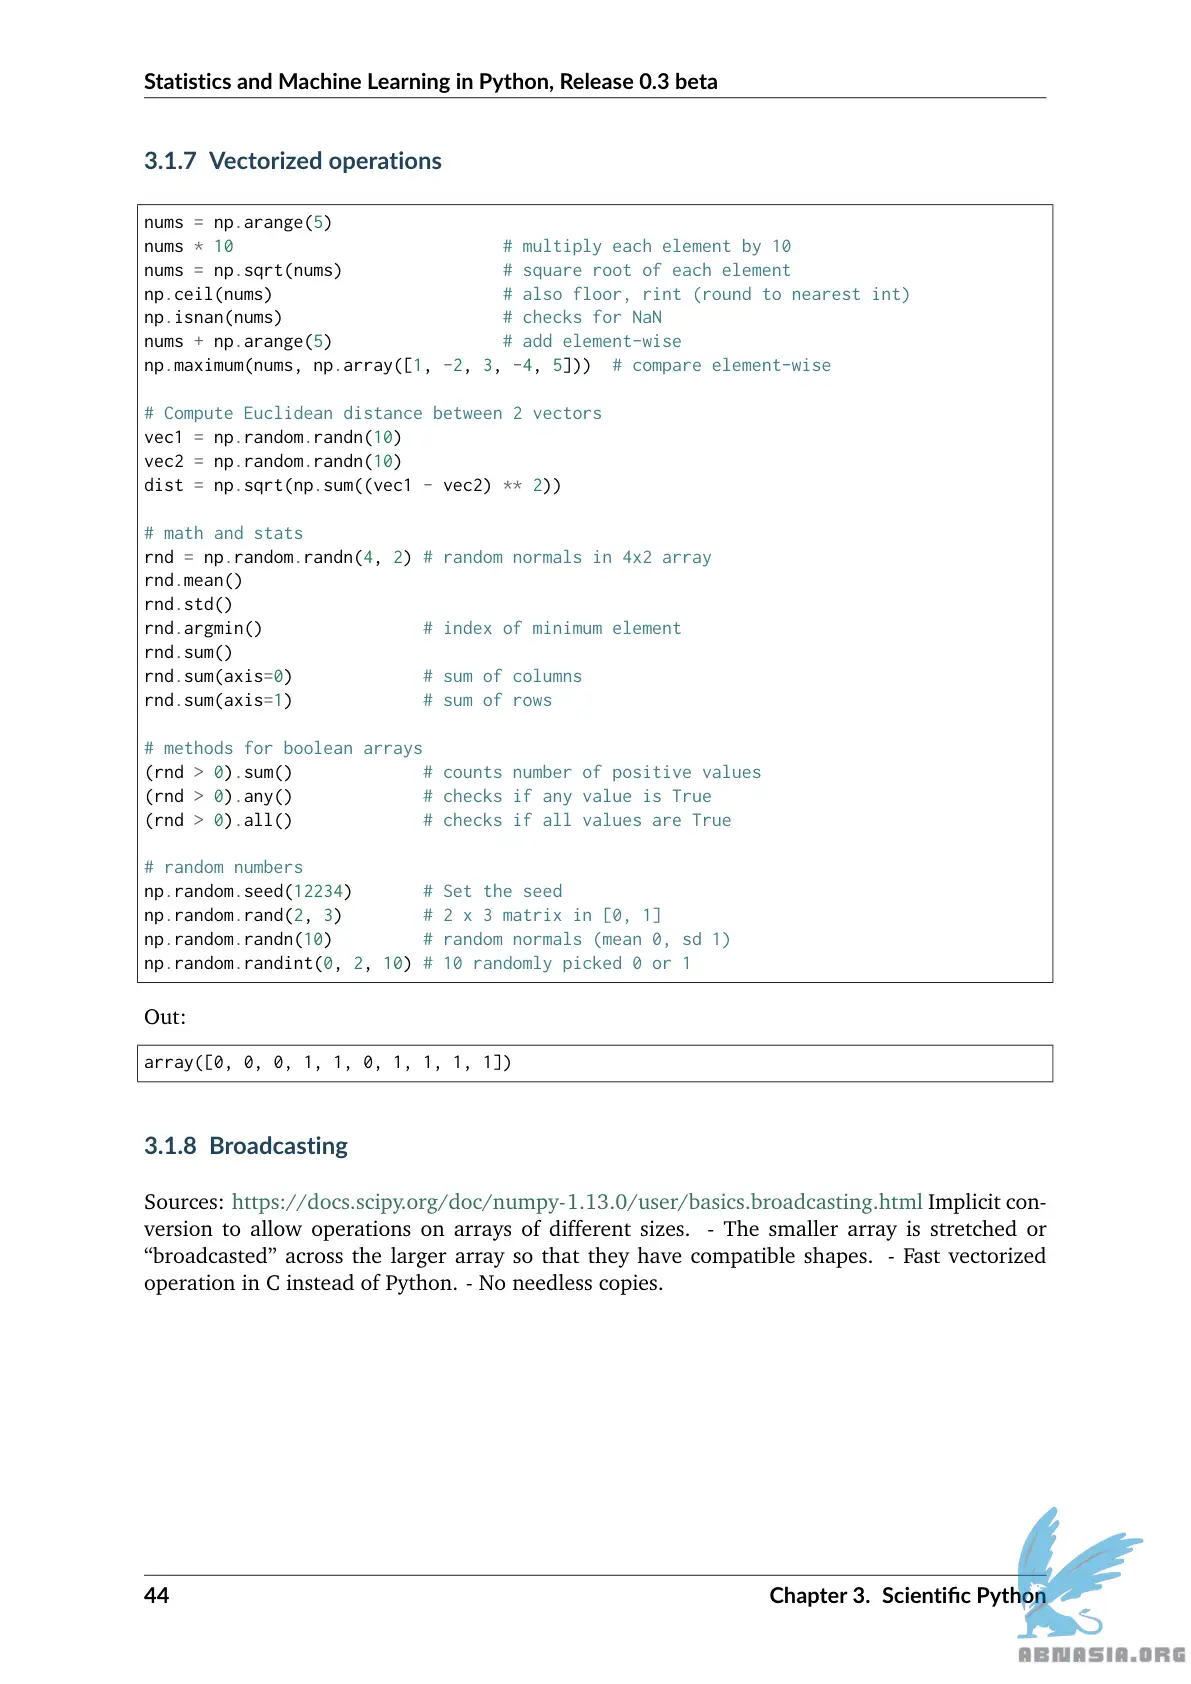 Statistics and Machine Learning in Python, Release 0.3 beta
3.1.7 Vectorized operations
nums = np.arange(5)
nums * 10                           # multiply each element by 10
nums = np.sqrt(nums)                # square root of each element
np.ceil(nums)                       # also floor, rint (round to nearest int)
np.isnan(nums)                      # checks for NaN
nums + np.arange(5)                 # add element-wise
np.maximum(nums, np.array([1, -2, 3, -4, 5]))  # compare element-wise

# Compute Euclidean distance between 2 vectors
vec1 = np.random.randn(10)
vec2 = np.random.randn(10)
dist = np.sqrt(np.sum((vec1 - vec2) ** 2))

# math and stats
rnd = np.random.randn(4, 2) # random normals in 4x2 array
rnd.mean()
rnd.std()
rnd.argmin()                # index of minimum element
rnd.sum()
rnd.sum(axis=0)             # sum of columns
rnd.sum(axis=1)             # sum of rows

# methods for boolean arrays
(rnd > 0).sum()             # counts number of positive values
(rnd > 0).any()             # checks if any value is True
(rnd > 0).all()             # checks if all values are True

# random numbers
np.random.seed(12234)       # Set the seed
np.random.rand(2, 3)        # 2 x 3 matrix in [0, 1]
np.random.randn(10)         # random normals (mean 0, sd 1)
np.random.randint(0, 2, 10) # 10 randomly picked 0 or 1
Out:
array([0, 0, 0, 1, 1, 0, 1, 1, 1, 1])
3.1.8 Broadcasting
Sources: https://docs.scipy.org/doc/numpy-1.13.0/user/basics.broadcasting.html Implicit con-
version to allow operations on arrays of different sizes. - The smaller array is stretched or
“broadcasted” across the larger array so that they have compatible shapes. - Fast vectorized
operation in C instead of Python. - No needless copies.
44
Chapter 3. Scientific Python
ABNASIA.ORG